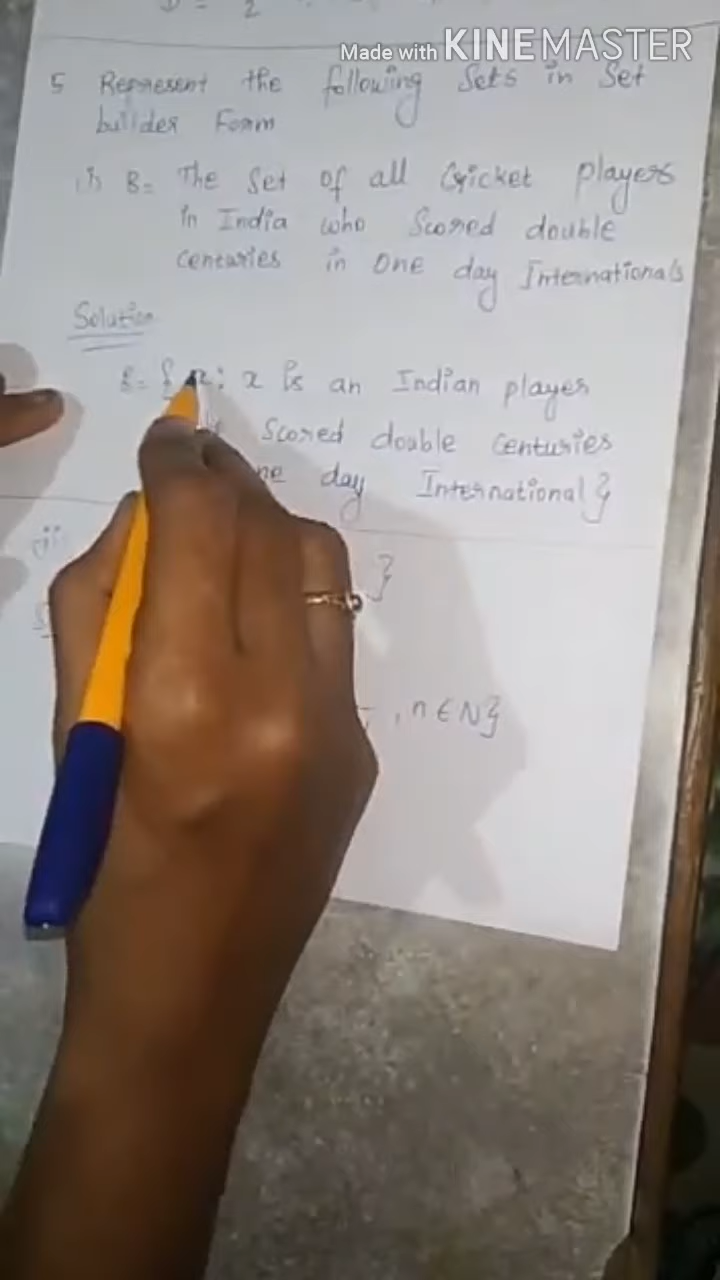 2
Made with KINEMASTER
5 Represent the following Sets in Set
builder Form
i) B= The Set of all Cricket players
in India who Scored double
centuries in One day Internationals
Solution
B= { x: x is an Indian player
Scored double centuries
one day International}
ii)
}
, n ∈ N}